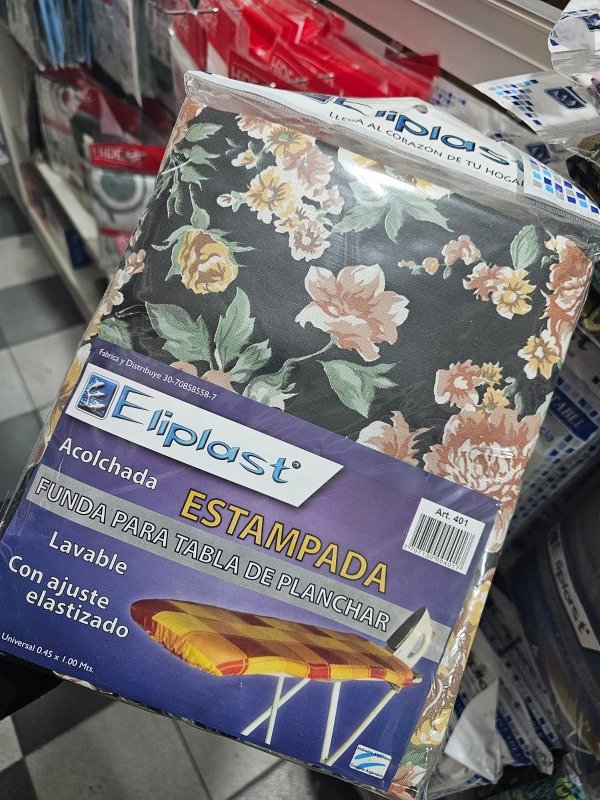 Eliplast
LLEGA AL CORAZÓN DE TU HOGAR
Fabrica y Distribuye 30-70858558-7
Eliplast
Acolchada
ESTAMPADA
FUNDA PARA TABLA DE PLANCHAR
Lavable
Con ajuste
elastizado
Universal 0.45 x 1.00 Mts.
Art. 401